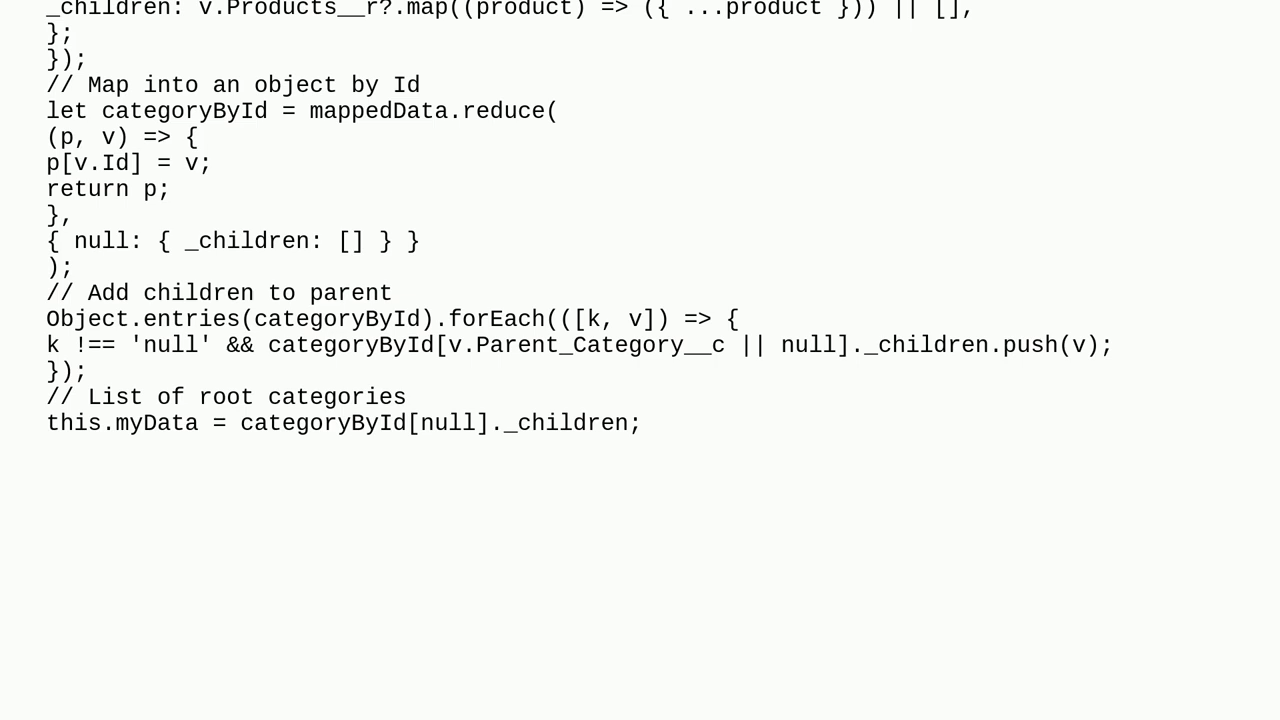 _children: v.Products__r?.map((product) => ({ ...product })) || [],
};
});
// Map into an object by Id
let categoryById = mappedData.reduce(
(p, v) => {
p[v.Id] = v;
return p;
},
{ null: { _children: [] } }
);
// Add children to parent
Object.entries(categoryById).forEach(([k, v]) => {
k !== 'null' && categoryById[v.Parent_Category__c || null]._children.push(v);
});
// List of root categories
this.myData = categoryById[null]._children;